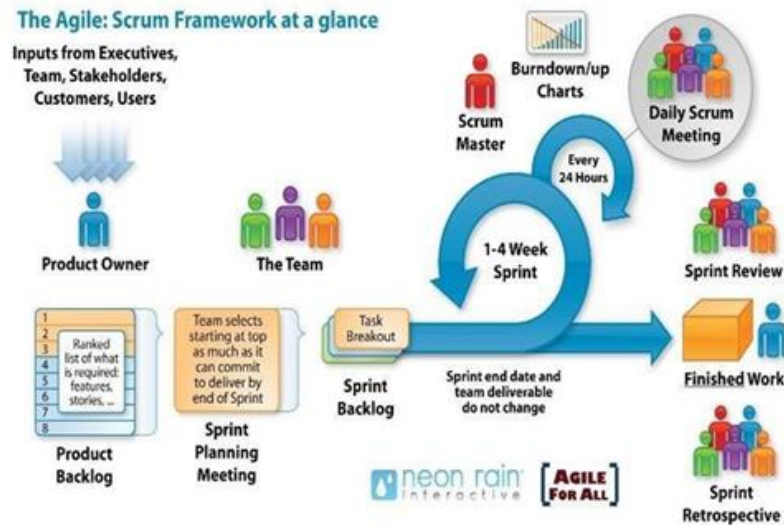 The Agile: Scrum Framework at a glance
Inputs from Executives,
Team, Stakeholders,
Customers, Users
Product Owner
The Team
Scrum
Master
Burndown/up
Charts
Daily Scrum
Meeting
Every
24 Hours
1-4 Week
Sprint
Sprint Review
1
2
3
4
5
6
7
8
Ranked
list of what
is required:
features,
stories, ...
Product
Backlog
Team selects
starting at top
as much as it
can commit
to deliver by
end of Sprint
Sprint
Planning
Meeting
Task
Breakout
Sprint
Backlog
Sprint end date and
team deliverable
do not change
Finished Work
Sprint
Retrospective
neon rain
interactive
AGILE
FOR ALL